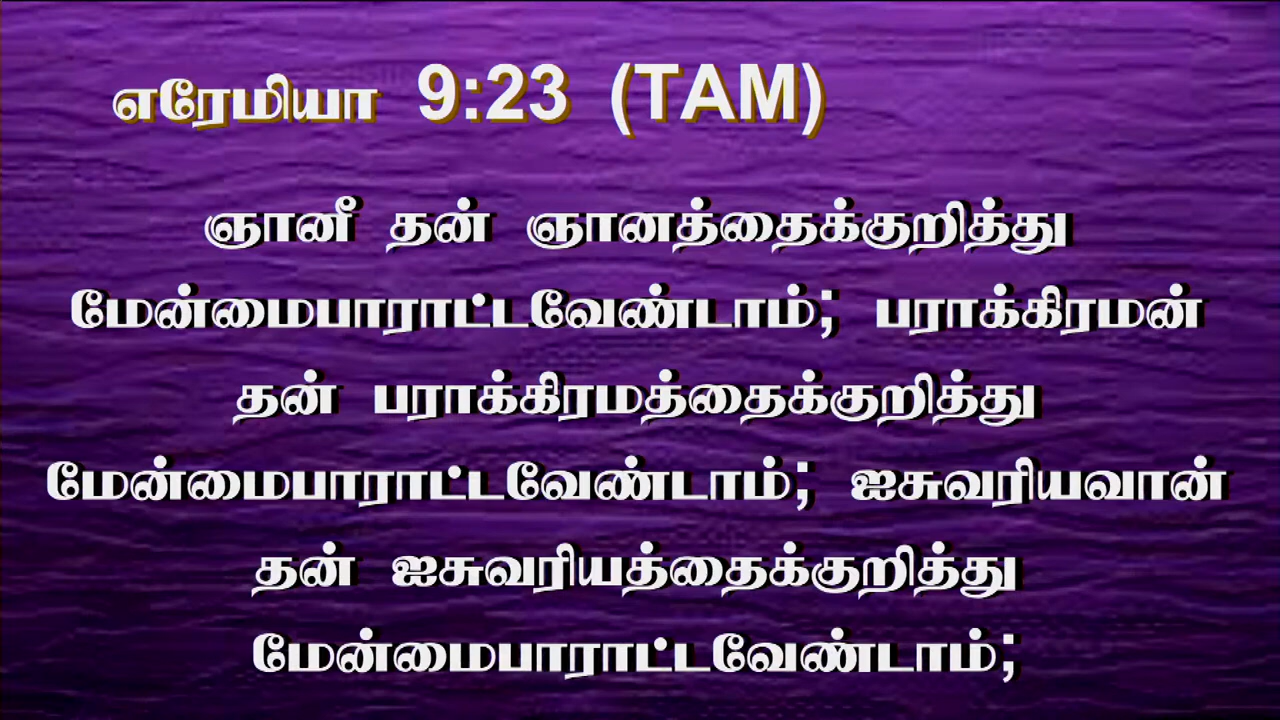 எரேமியா 9:23 (TAM)
ஞானீ தன் ஞானத்தைக்குறித்து
மேன்மைபாராட்டவேண்டாம்; பராக்கிரமன்
தன் பராக்கிரமத்தைக்குறித்து
மேன்மைபாராட்டவேண்டாம்; ஐசுவரியவான்
தன் ஐசுவரியத்தைக்குறித்து
மேன்மைபாராட்டவேண்டாம்;